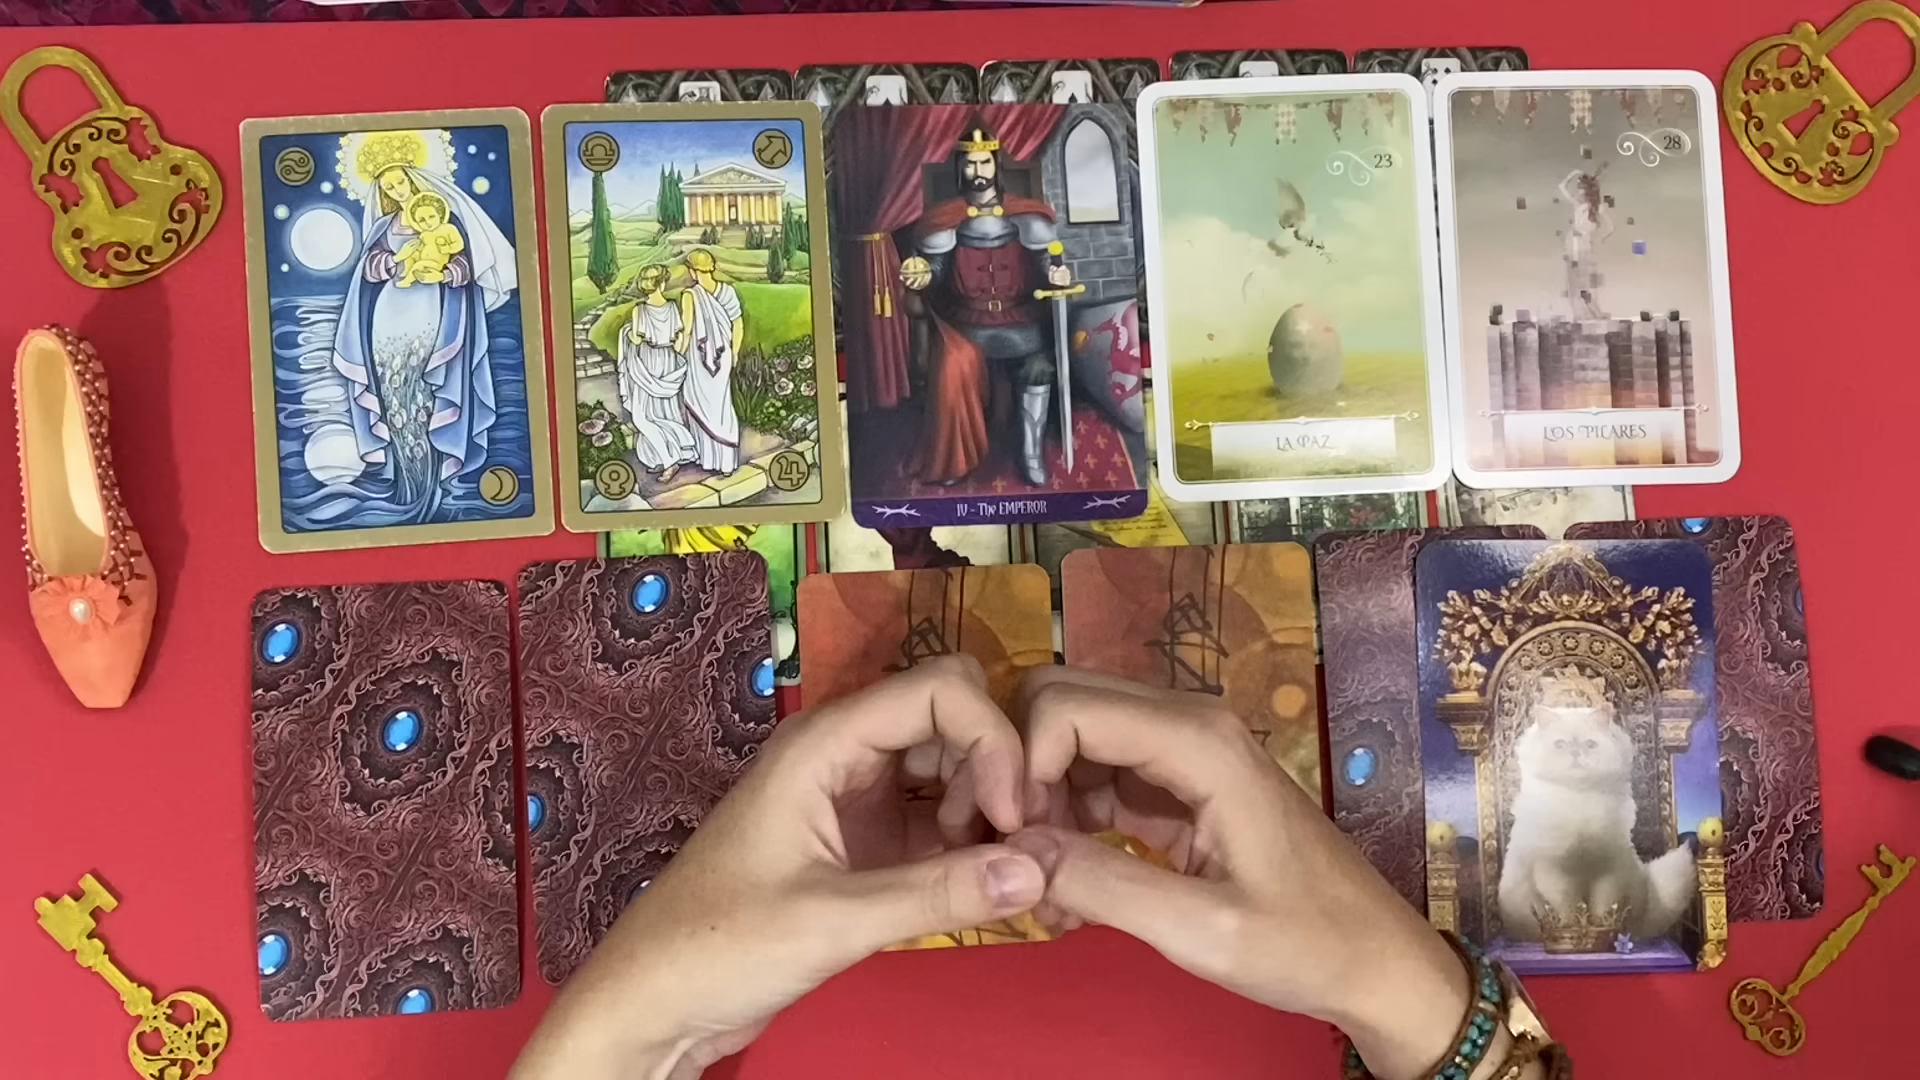 23
28
LA PAZ
LOS PILARES
IV - The EMPEROR